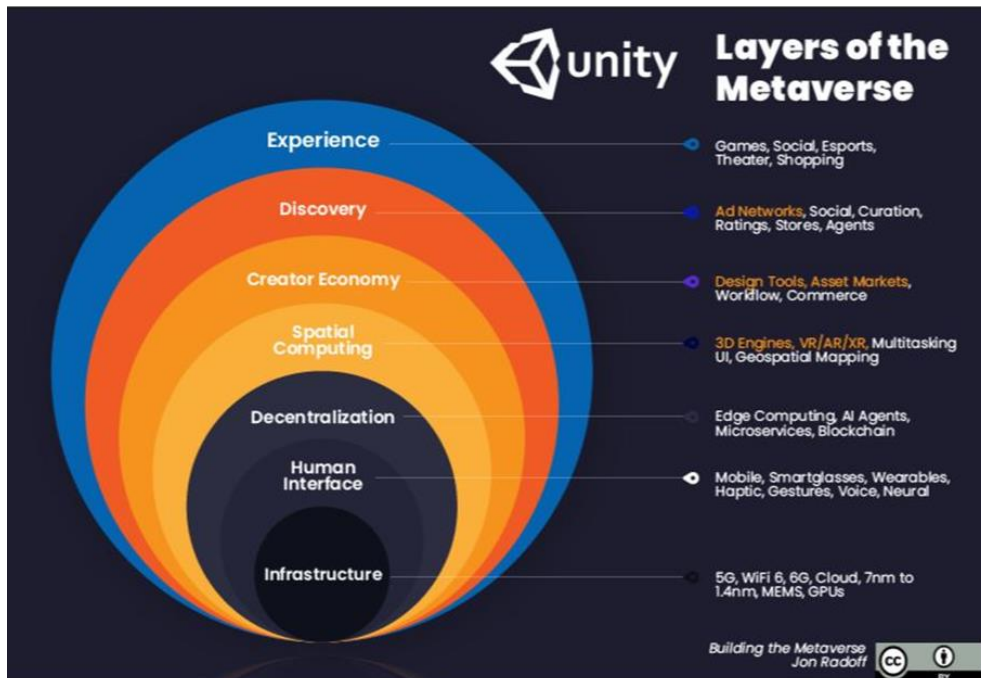 unity
Layers of the
Metaverse
Experience
Games, Social, Esports,
Theater, Shopping
Discovery
Ad Networks, Social, Curation,
Ratings, Stores, Agents
Creator Economy
Design Tools, Asset Markets,
Workflow, Commerce
Spatial
Computing
3D Engines, VR/AR/XR, Multitasking
UI, Geospatial Mapping
Decentralization
Edge Computing, AI Agents,
Microservices, Blockchain
Human
Interface
Mobile, Smartglasses, Wearables,
Haptic, Gestures, Voice, Neural
Infrastructure
5G, WiFi 6, 6G, Cloud, 7nm to
1.4nm, MEMS, GPUs
Building the Metaverse
Jon Radoff
cc
BY